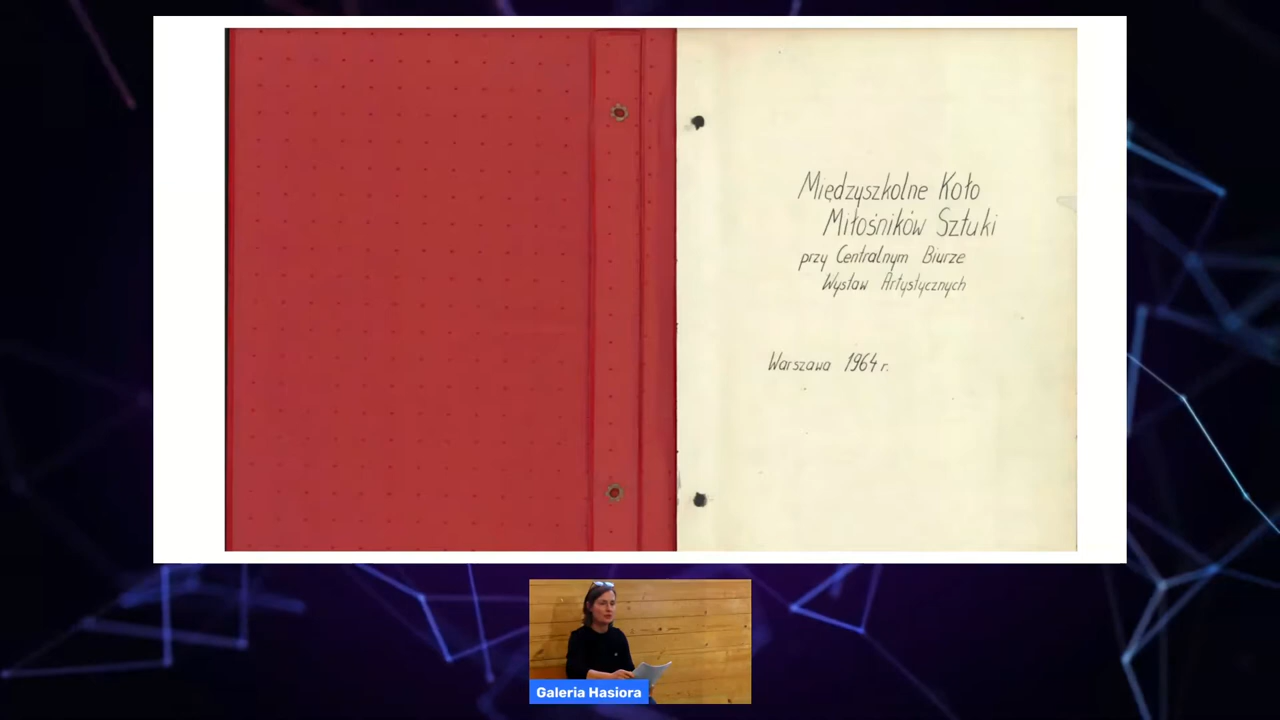 Międzyszkolne Koło
Miłośników Sztuki
przy Centralnym Biurze
Wystaw Artystycznych
Warszawa 1964 r.
Galeria Hasiora